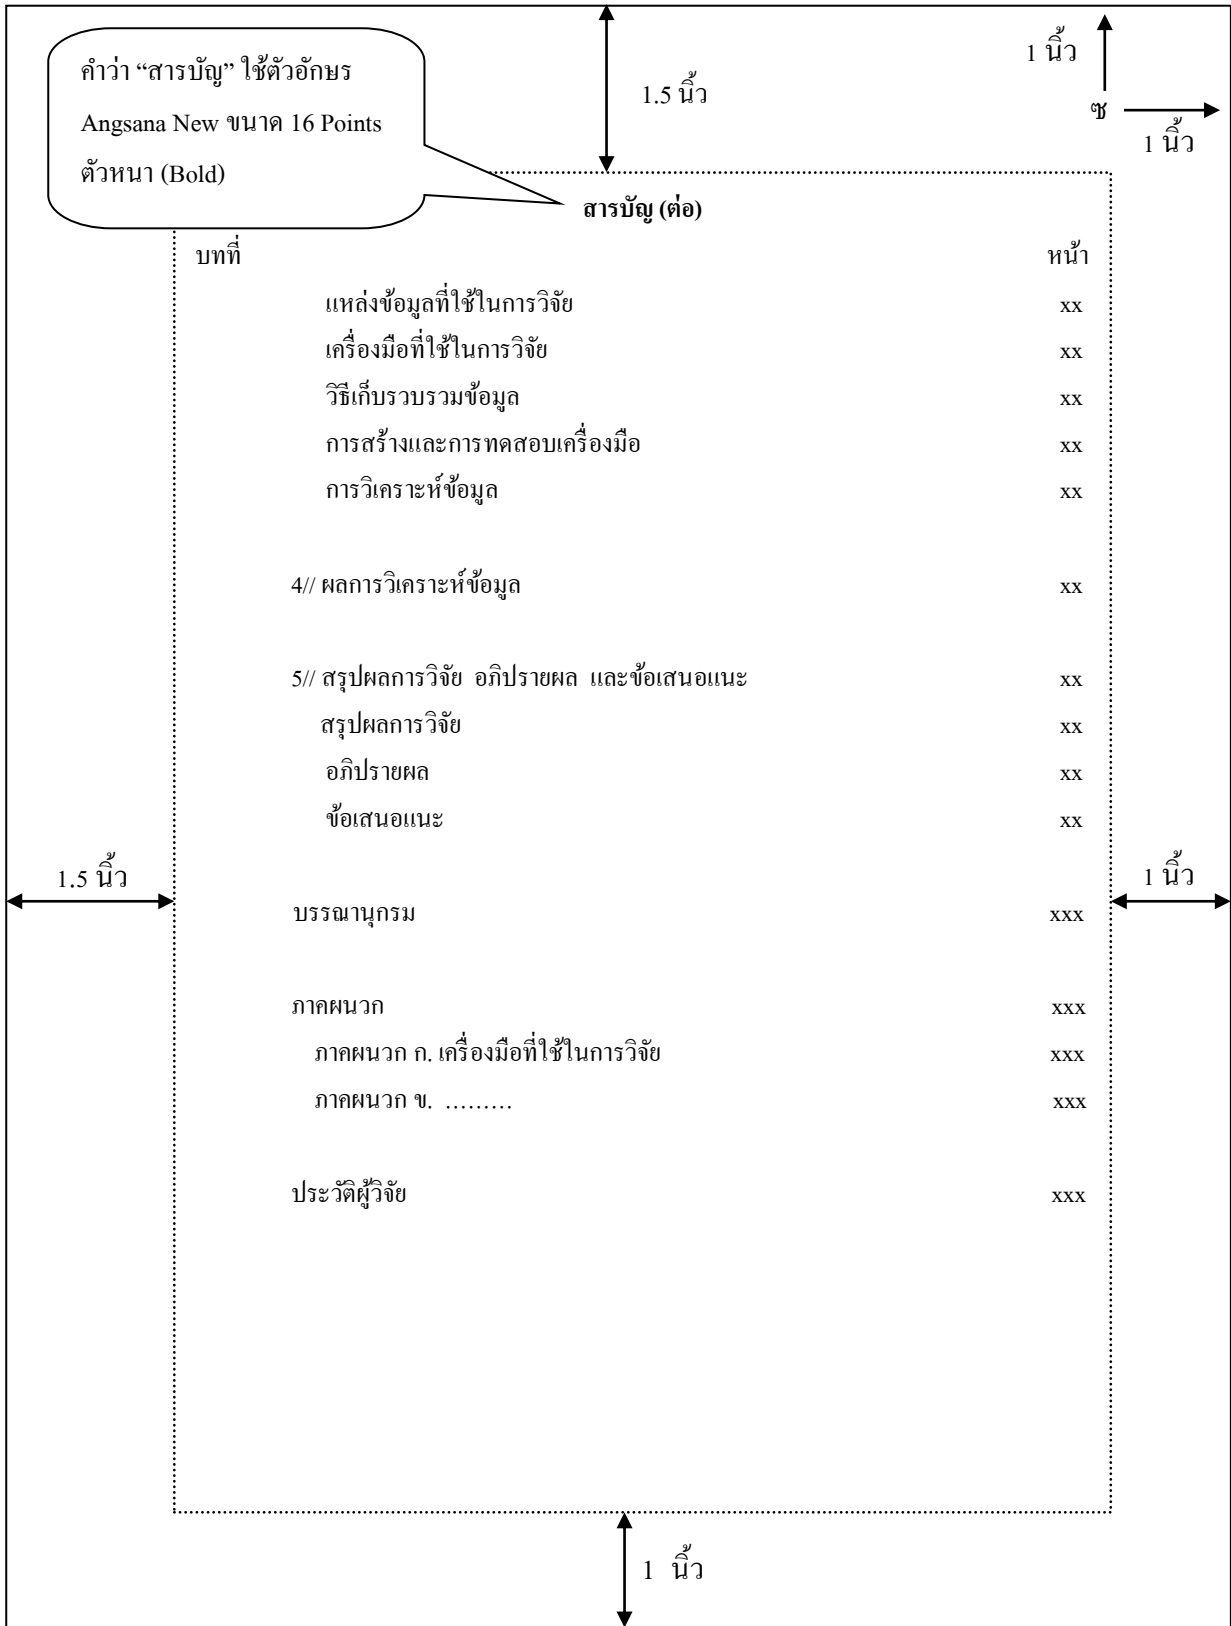 คำว่า “สารบัญ” ใช้ตัวอักษร
Angsana New ขนาด 16 Points
ตัวหนา (Bold)
1.5 นิ้ว
1 นิ้ว
ซ
1 นิ้ว
สารบัญ (ต่อ)
บทที่ หน้า
แหล่งข้อมูลที่ใช้ในการวิจัย xx
เครื่องมือที่ใช้ในการวิจัย xx
วิธีเก็บรวบรวมข้อมูล xx
การสร้างและการทดสอบเครื่องมือ xx
การวิเคราะห์ข้อมูล xx
4// ผลการวิเคราะห์ข้อมูล xx
5// สรุปผลการวิจัย อภิปรายผล และข้อเสนอแนะ xx
สรุปผลการวิจัย xx
อภิปรายผล xx
ข้อเสนอแนะ xx
1.5 นิ้ว
1 นิ้ว
บรรณานุกรม xxx
ภาคผนวก xxx
ภาคผนวก ก. เครื่องมือที่ใช้ในการวิจัย xxx
ภาคผนวก ข. ……… xxx
ประวัติผู้วิจัย xxx
1 นิ้ว